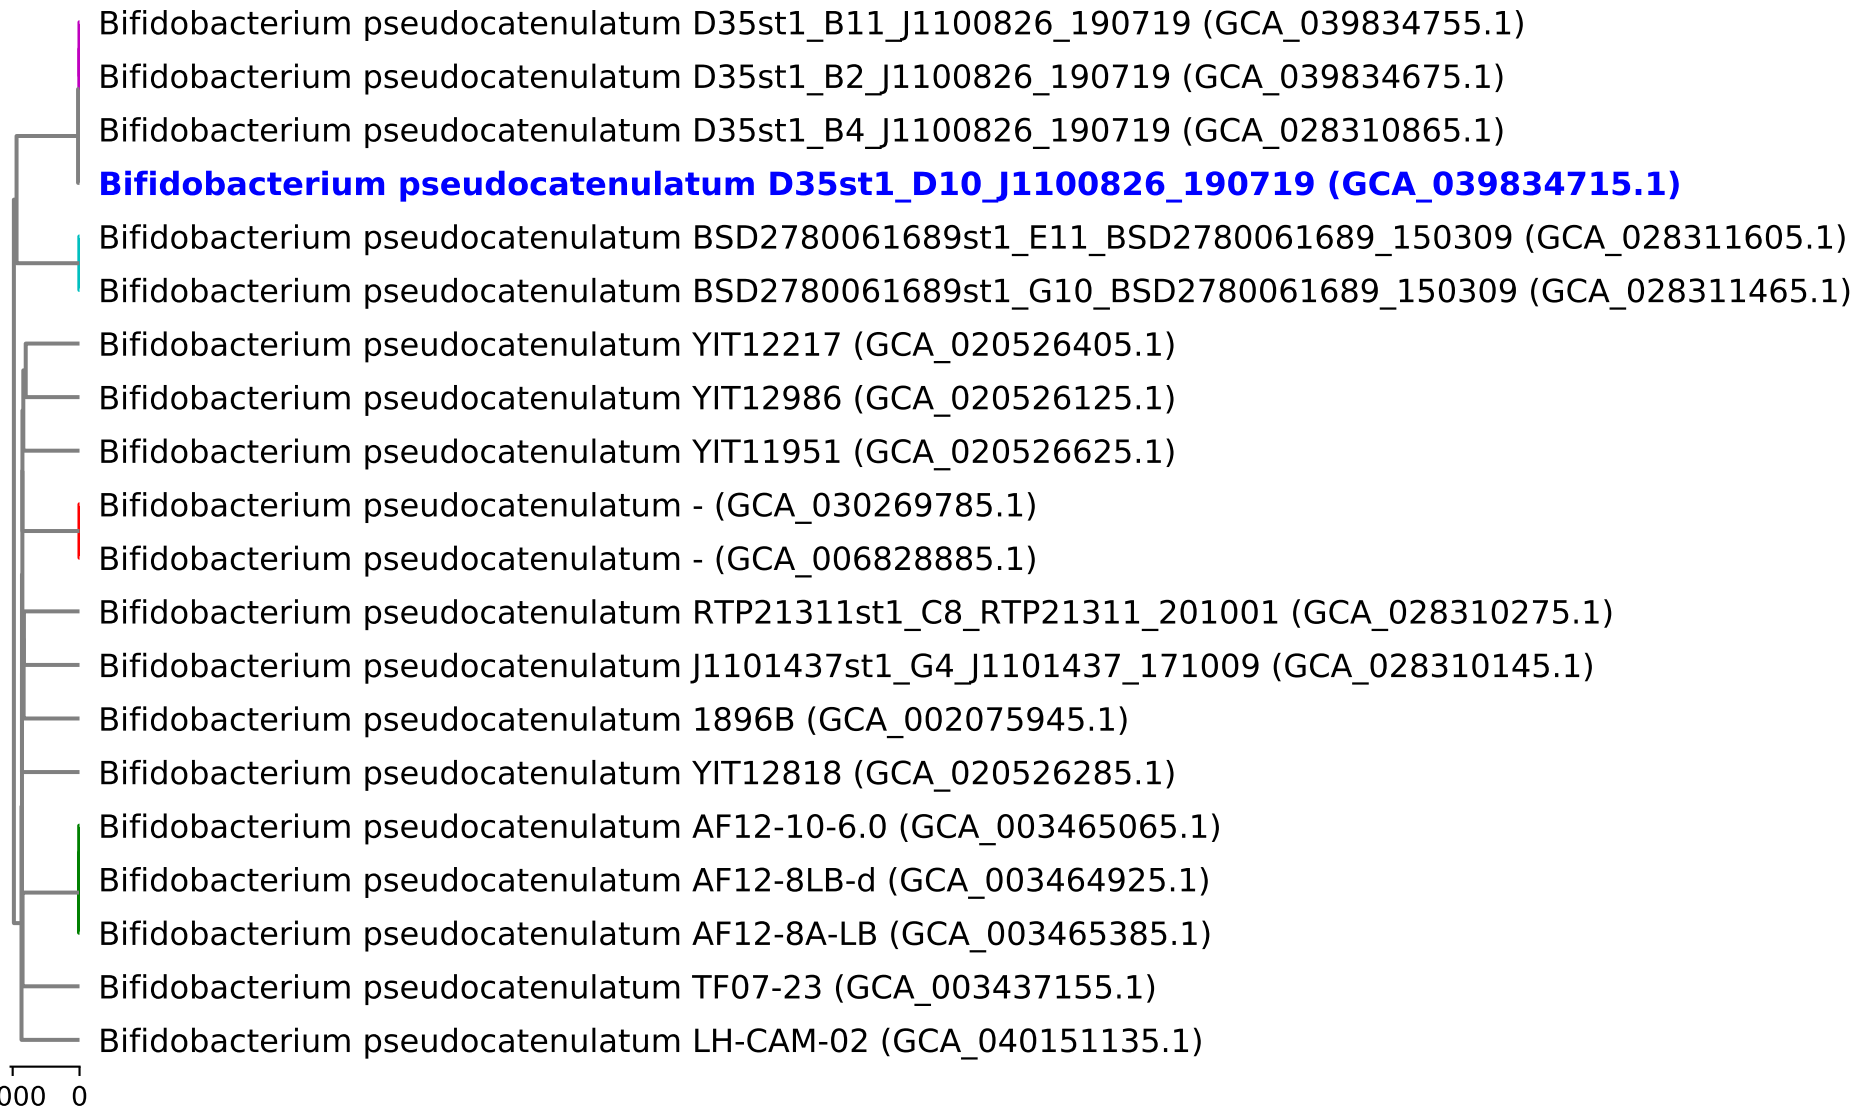 Bifidobacterium pseudocatenulatum D35st1_B11_J1100826_190719 (GCA_039834755.1)
Bifidobacterium pseudocatenulatum D35st1_B2_J1100826_190719 (GCA_039834675.1)
Bifidobacterium pseudocatenulatum D35st1_B4_J1100826_190719 (GCA_028310865.1)
Bifidobacterium pseudocatenulatum D35st1_D10_J1100826_190719 (GCA_039834715.1)
Bifidobacterium pseudocatenulatum BSD2780061689st1_E11_BSD2780061689_150309 (GCA_028311605.1)
Bifidobacterium pseudocatenulatum BSD2780061689st1_G10_BSD2780061689_150309 (GCA_028311465.1)
Bifidobacterium pseudocatenulatum YIT12217 (GCA_020526405.1)
Bifidobacterium pseudocatenulatum YIT12986 (GCA_020526125.1)
Bifidobacterium pseudocatenulatum YIT11951 (GCA_020526625.1)
Bifidobacterium pseudocatenulatum - (GCA_030269785.1)
Bifidobacterium pseudocatenulatum - (GCA_006828885.1)
Bifidobacterium pseudocatenulatum RTP21311st1_C8_RTP21311_201001 (GCA_028310275.1)
Bifidobacterium pseudocatenulatum J1101437st1_G4_J1101437_171009 (GCA_028310145.1)
Bifidobacterium pseudocatenulatum 1896B (GCA_002075945.1)
Bifidobacterium pseudocatenulatum YIT12818 (GCA_020526285.1)
Bifidobacterium pseudocatenulatum AF12-10-6.0 (GCA_003465065.1)
Bifidobacterium pseudocatenulatum AF12-8LB-d (GCA_003464925.1)
Bifidobacterium pseudocatenulatum AF12-8A-LB (GCA_003465385.1)
Bifidobacterium pseudocatenulatum TF07-23 (GCA_003437155.1)
Bifidobacterium pseudocatenulatum LH-CAM-02 (GCA_040151135.1)
0